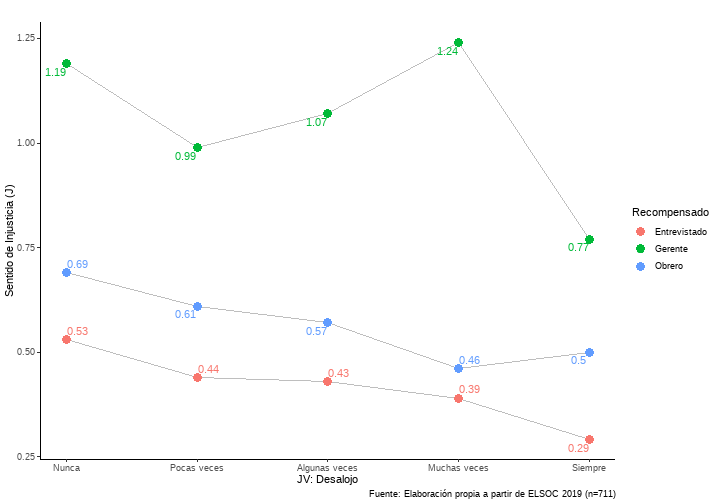 1.25
1.00
0.75
0.50
0.25
Sentido de Injusticia (J)
1.19
0.99
1.07
1.24
0.77
0.69
0.61
0.57
0.46
0.5
0.53
0.44
0.43
0.39
0.29
Nunca
Pocas veces
Algunas veces
Muchas veces
Siempre
JV: Desalojo
Recompensado
Entrevistado
Gerente
Obrero
Fuente: Elaboración propia a partir de ELSOC 2019 (n=711)